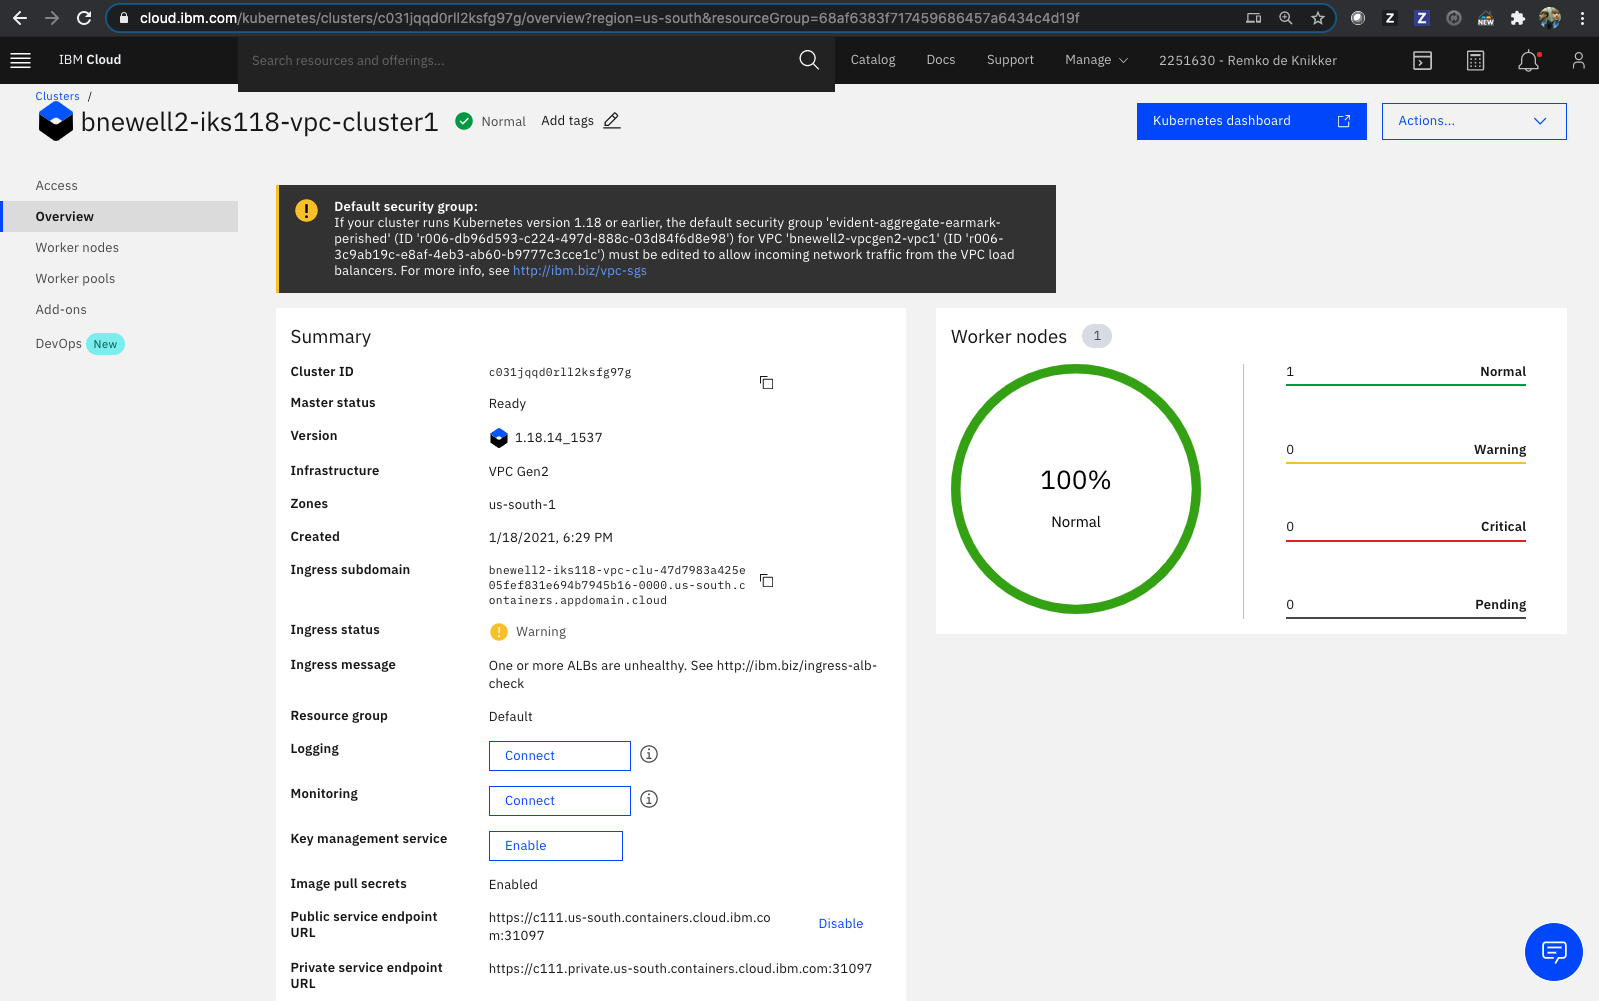 cloud.ibm.com/kubernetes/clusters/c031jqqd0rll2ksfg97g/overview?region=us-south&resourceGroup=68af6383f717459686457a6434c4d19f
Z
Z
NEW
IBM Cloud
Search resources and offerings...
Catalog
Docs
Support
Manage
2251630 - Remko de Knikker
Clusters /
bnewell2-iks118-vpc-cluster1
Normal
Add tags
Kubernetes dashboard
Actions...
Access
Overview
Worker nodes
Worker pools
Add-ons
DevOps New
Default security group:
If your cluster runs Kubernetes version 1.18 or earlier, the default security group 'evident-aggregate-earmark-
perished' (ID 'r006-db96d593-c224-497d-888c-03d84f6d8e98') for VPC 'bnewell2-vpcgen2-vpc1' (ID 'r006-
3c9ab19c-e8af-4eb3-ab60-b9777c3cce1c') must be edited to allow incoming network traffic from the VPC load
balancers. For more info, see http://ibm.biz/vpc-sgs
Summary
Cluster ID
c031jqqd0rll2ksfg97g
Master status
Ready
Version
1.18.14_1537
Infrastructure
VPC Gen2
Zones
us-south-1
Created
1/18/2021, 6:29 PM
Ingress subdomain
bnewell2-iks118-vpc-clu-47d7983a425e
05fef831e694b7945b16-0000.us-south.c
ontainers.appdomain.cloud
Ingress status
Warning
Ingress message
One or more ALBs are unhealthy. See http://ibm.biz/ingress-alb-
check
Resource group
Default
Logging
Connect
Monitoring
Connect
Key management service
Enable
Image pull secrets
Enabled
Public service endpoint
URL
https://c111.us-south.containers.cloud.ibm.co
m:31097
Disable
Private service endpoint
URL
https://c111.private.us-south.containers.cloud.ibm.com:31097
Worker nodes 1
100%
Normal
1 Normal
0 Warning
0 Critical
0 Pending